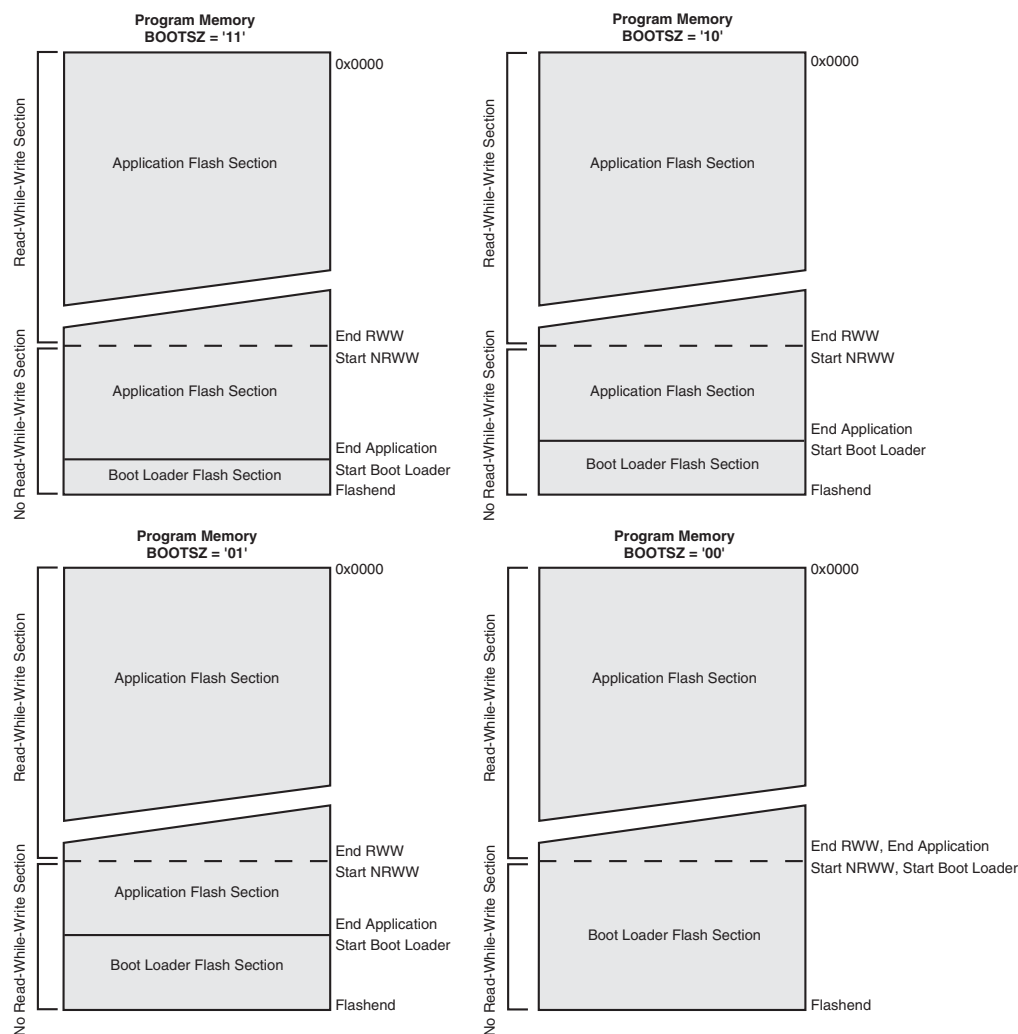 Program Memory
BOOTSZ = '11'
0x0000
Read-While-Write Section
Application Flash Section
End RWW
Start NRWW
No Read-While-Write Section
Application Flash Section
End Application
Start Boot Loader
Boot Loader Flash Section
Flashend
Program Memory
BOOTSZ = '10'
0x0000
Read-While-Write Section
Application Flash Section
End RWW
Start NRWW
No Read-While-Write Section
Application Flash Section
End Application
Start Boot Loader
Boot Loader Flash Section
Flashend
Program Memory
BOOTSZ = '01'
0x0000
Read-While-Write Section
Application Flash Section
End RWW
Start NRWW
No Read-While-Write Section
Application Flash Section
End Application
Start Boot Loader
Boot Loader Flash Section
Flashend
Program Memory
BOOTSZ = '00'
0x0000
Read-While-Write Section
Application Flash Section
End RWW, End Application
Start NRWW, Start Boot Loader
No Read-While-Write Section
Boot Loader Flash Section
Flashend